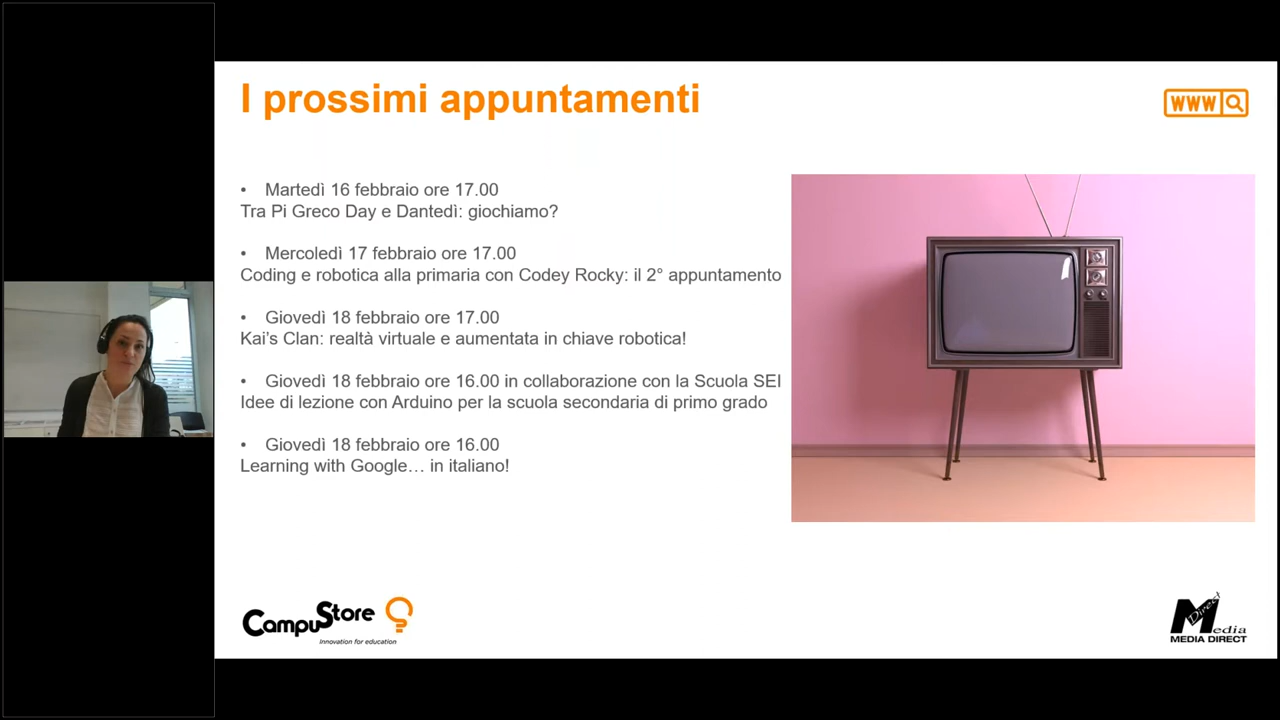 I prossimi appuntamenti
WWW
• Martedì 16 febbraio ore 17.00
Tra Pi Greco Day e Dantedì: giochiamo?
• Mercoledì 17 febbraio ore 17.00
Coding e robotica alla primaria con Codey Rocky: il 2° appuntamento
• Giovedì 18 febbraio ore 17.00
Kai's Clan: realtà virtuale e aumentata in chiave robotica!
• Giovedì 18 febbraio ore 16.00 in collaborazione con la Scuola SEI
Idee di lezione con Arduino per la scuola secondaria di primo grado
• Giovedì 18 febbraio ore 16.00
Learning with Google… in italiano!
CampuStore
Innovation for education
Media Direct
MEDIA DIRECT